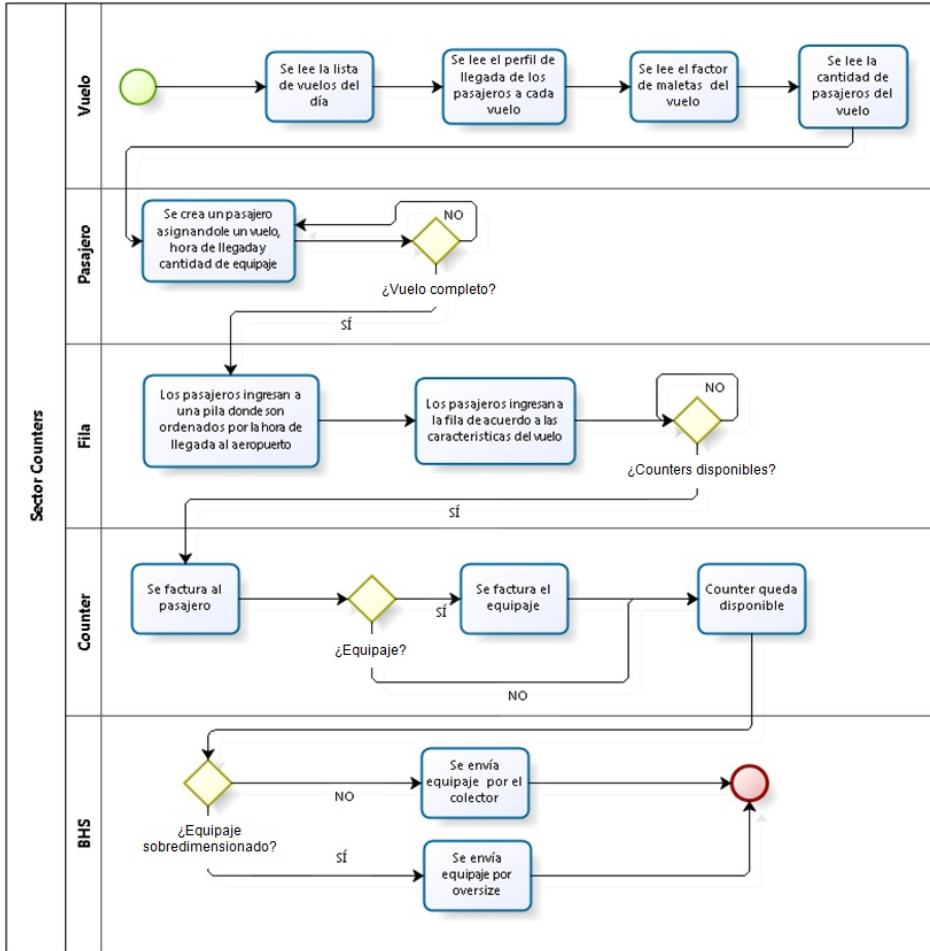 Sector Counters
Vuelo
Se lee la lista
de vuelos del
día
Se lee el perfil de
llegada de los
pasajeros a cada
vuelo
Se lee el factor
de maletas del
vuelo
Se lee la
cantidad de
pasajeros del
vuelo
Pasajero
Se crea un pasajero
asignandole un vuelo,
hora de llegaday
cantidad de equipaje
NO
¿Vuelo completo?
SÍ
Fila
Los pasajeros ingresan a
una pila donde son
ordenados por la hora de
llegada al aeropuerto
Los pasajeros ingresan a
la fila de acuerdo a las
caracteristicas del vuelo
NO
¿Counters disponibles?
SÍ
Counter
Se factura al
pasajero
¿Equipaje?
SÍ
Se factura el
equipaje
NO
Counter queda
disponible
BHS
¿Equipaje
sobredimensionado?
NO
Se envía
equipaje por el
colector
SÍ
Se envía
equipaje por
oversize